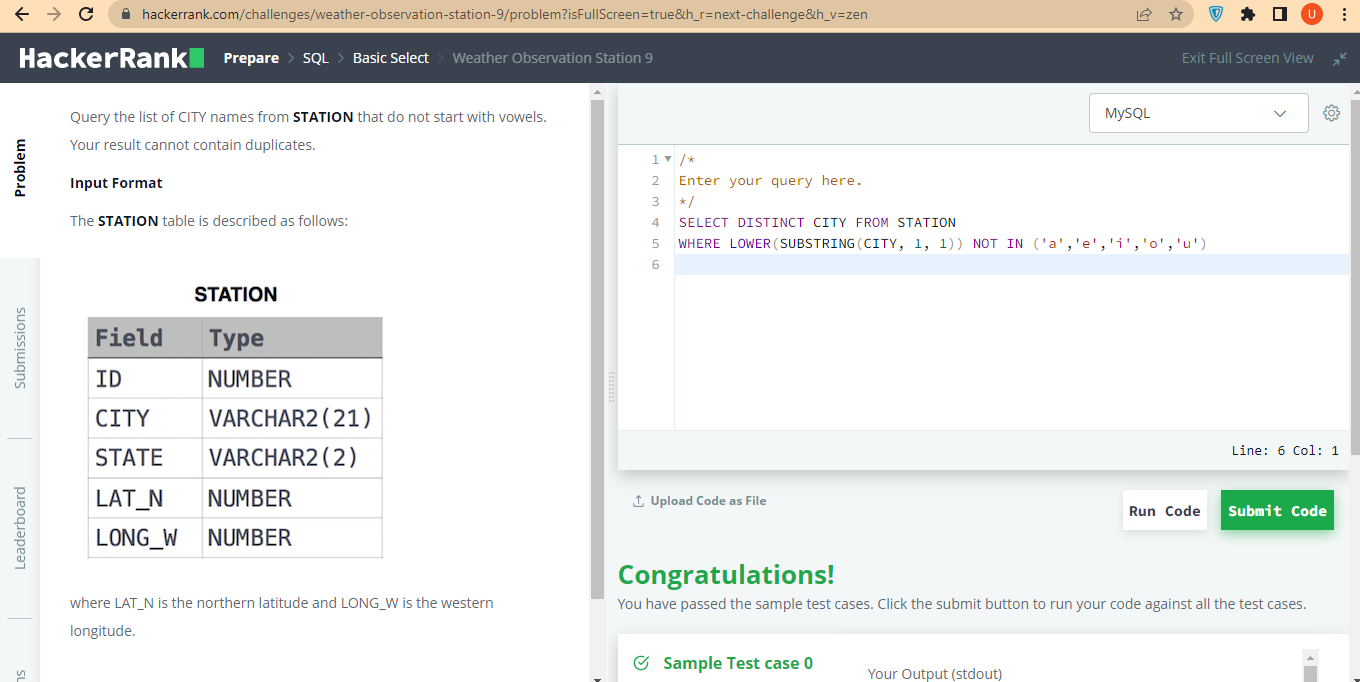 hackerrank.com/challenges/weather-observation-station-9/problem?isFullScreen=true&h_r=next-challenge&h_v=zen
U
HackerRank
Prepare > SQL > Basic Select > Weather Observation Station 9
Exit Full Screen View
Problem
Submissions
Leaderboard
Query the list of CITY names from STATION that do not start with vowels.
Your result cannot contain duplicates.
Input Format
The STATION table is described as follows:
STATION
Field Type
ID NUMBER
CITY VARCHAR2(21)
STATE VARCHAR2(2)
LAT_N NUMBER
LONG_W NUMBER
where LAT_N is the northern latitude and LONG_W is the western
longitude.
MySQL
1 /*
2 Enter your query here.
3 */
4 SELECT DISTINCT CITY FROM STATION
5 WHERE LOWER(SUBSTRING(CITY, 1, 1)) NOT IN ('a','e','i','o','u')
6
Line: 6 Col: 1
Upload Code as File
Run Code
Submit Code
Congratulations!
You have passed the sample test cases. Click the submit button to run your code against all the test cases.
Sample Test case 0
Your Output (stdout)